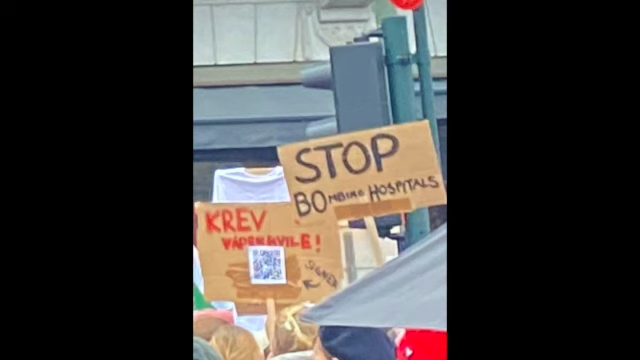 STOP
BOMBING HOSPITALS
KREV
VÅPENHVILE!
SIGNER